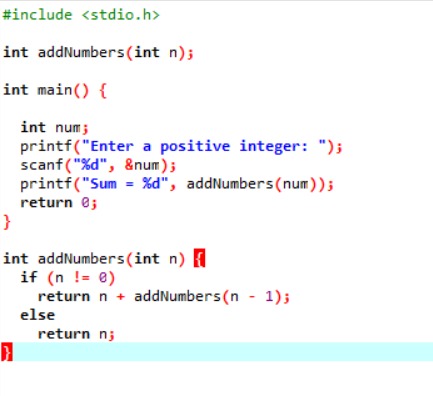 #include <stdio.h>
int addNumbers(int n);
int main() {
int num;
printf("Enter a positive integer: ");
scanf("%d", &num);
printf("Sum = %d", addNumbers(num));
return 0;
}
int addNumbers(int n) {
if (n != 0)
return n + addNumbers(n - 1);
else
return n;
}